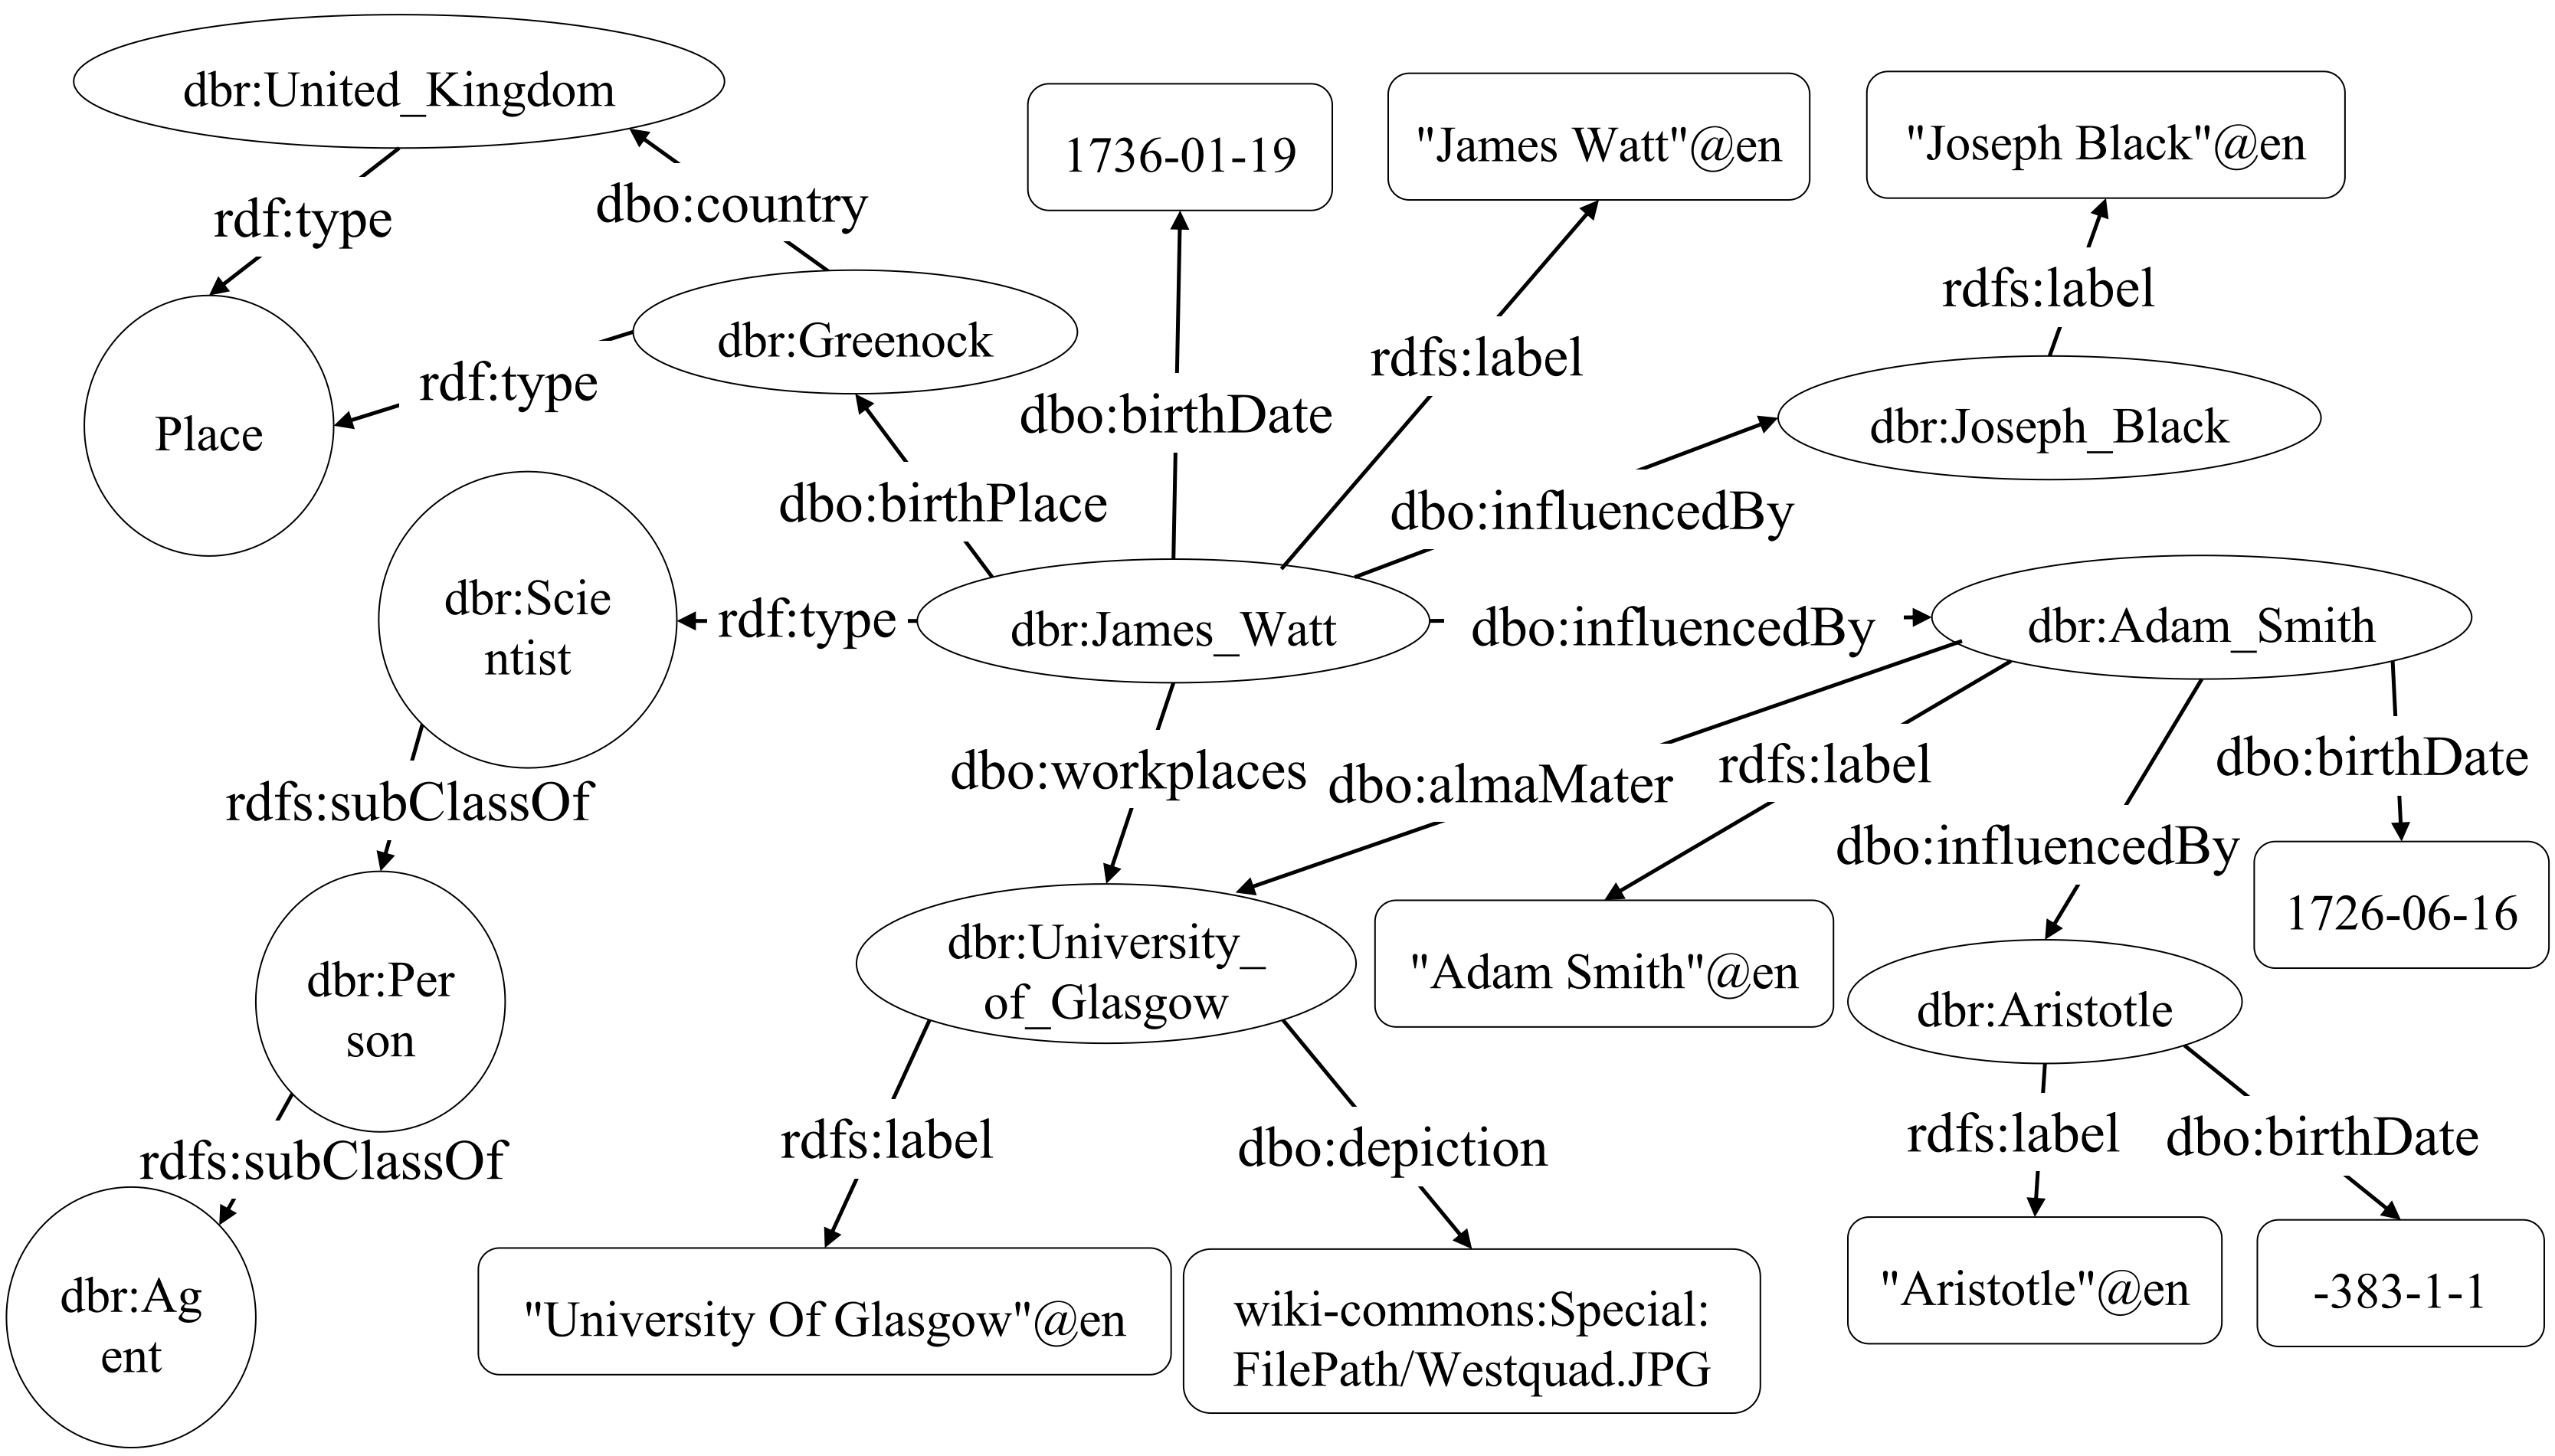 dbr:United_Kingdom
1736-01-19
"James Watt"@en
"Joseph Black"@en
rdf:type
dbo:country
rdfs:label
dbr:Greenock
rdf:type
Place
dbo:birthDate
rdfs:label
dbr:Joseph_Black
dbo:birthPlace
dbo:influencedBy
dbr:Scie
ntist
rdf:type
dbr:James_Watt
dbo:influencedBy
dbr:Adam_Smith
rdfs:subClassOf
dbo:workplaces
dbo:almaMater
rdfs:label
dbo:birthDate
dbo:influencedBy
1726-06-16
dbr:Per
son
dbr:University_
of_Glasgow
"Adam Smith"@en
dbr:Aristotle
rdfs:subClassOf
rdfs:label
dbo:depiction
rdfs:label
dbo:birthDate
dbr:Ag
ent
"University Of Glasgow"@en
wiki-commons:Special:
FilePath/Westquad.JPG
"Aristotle"@en
-383-1-1